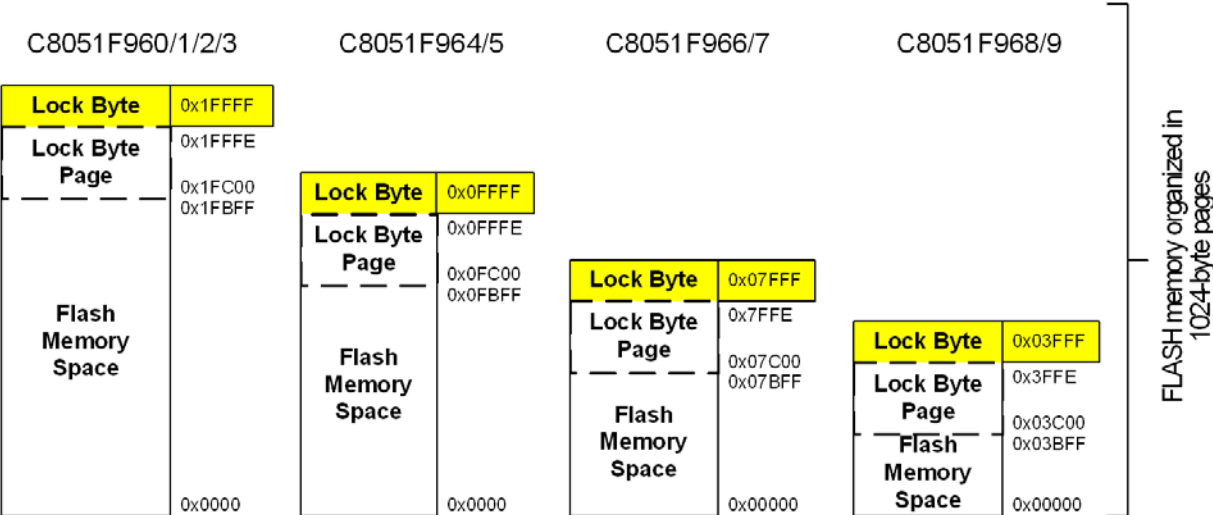 C8051F960/1/2/3
Lock Byte 0x1FFFF
Lock Byte
Page
0x1FFFE
0x1FC00
0x1FBFF
Flash
Memory
Space
0x0000
C8051F964/5
Lock Byte 0x0FFFF
Lock Byte
Page
0x0FFFE
0x0FC00
0x0FBFF
Flash
Memory
Space
0x0000
C8051F966/7
Lock Byte 0x07FFF
Lock Byte
Page
0x7FFE
0x07C00
0x07BFF
Flash
Memory
Space
0x00000
C8051F968/9
Lock Byte 0x03FFF
Lock Byte
Page
0x3FFE
0x03C00
0x03BFF
Flash
Memory
Space
0x00000
FLASH memory organized in
1024-byte pages